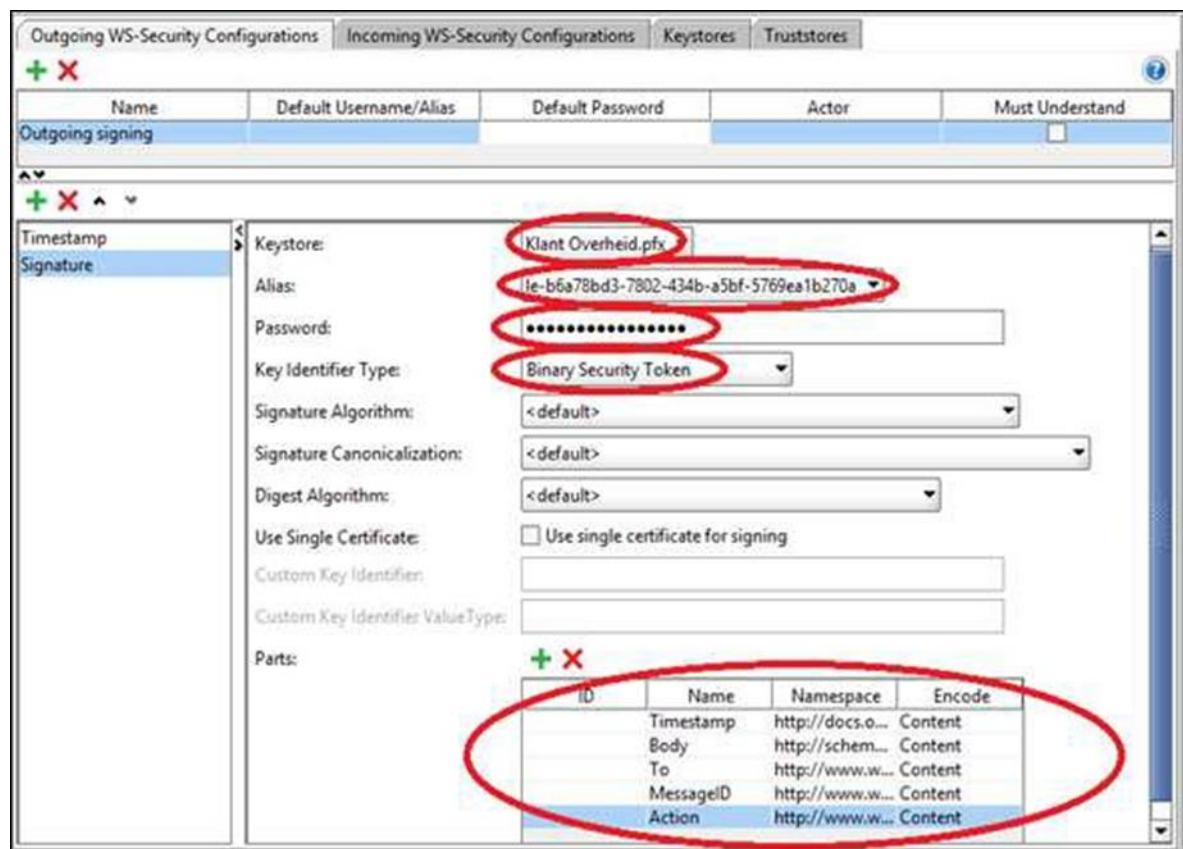 Outgoing WS-Security Configurations Incoming WS-Security Configurations Keystores Truststores
Name Default Username/Alias Default Password Actor Must Understand
Outgoing signing
Timestamp
Signature
Keystore: Klant Overheid.pfx
Alias: le-b6a78bd3-7802-434b-a5bf-5769ea1b270a
Password: ••••••••••••••••
Key Identifier Type: Binary Security Token
Signature Algorithm: <default>
Signature Canonicalization: <default>
Digest Algorithm: <default>
Use Single Certificate: Use single certificate for signing
Custom Key Identifier:
Custom Key Identifier ValueType:
Parts:
ID Name Namespace Encode
Timestamp http://docs.o... Content
Body http://schem... Content
To http://www.w... Content
MessageID http://www.w... Content
Action http://www.w... Content